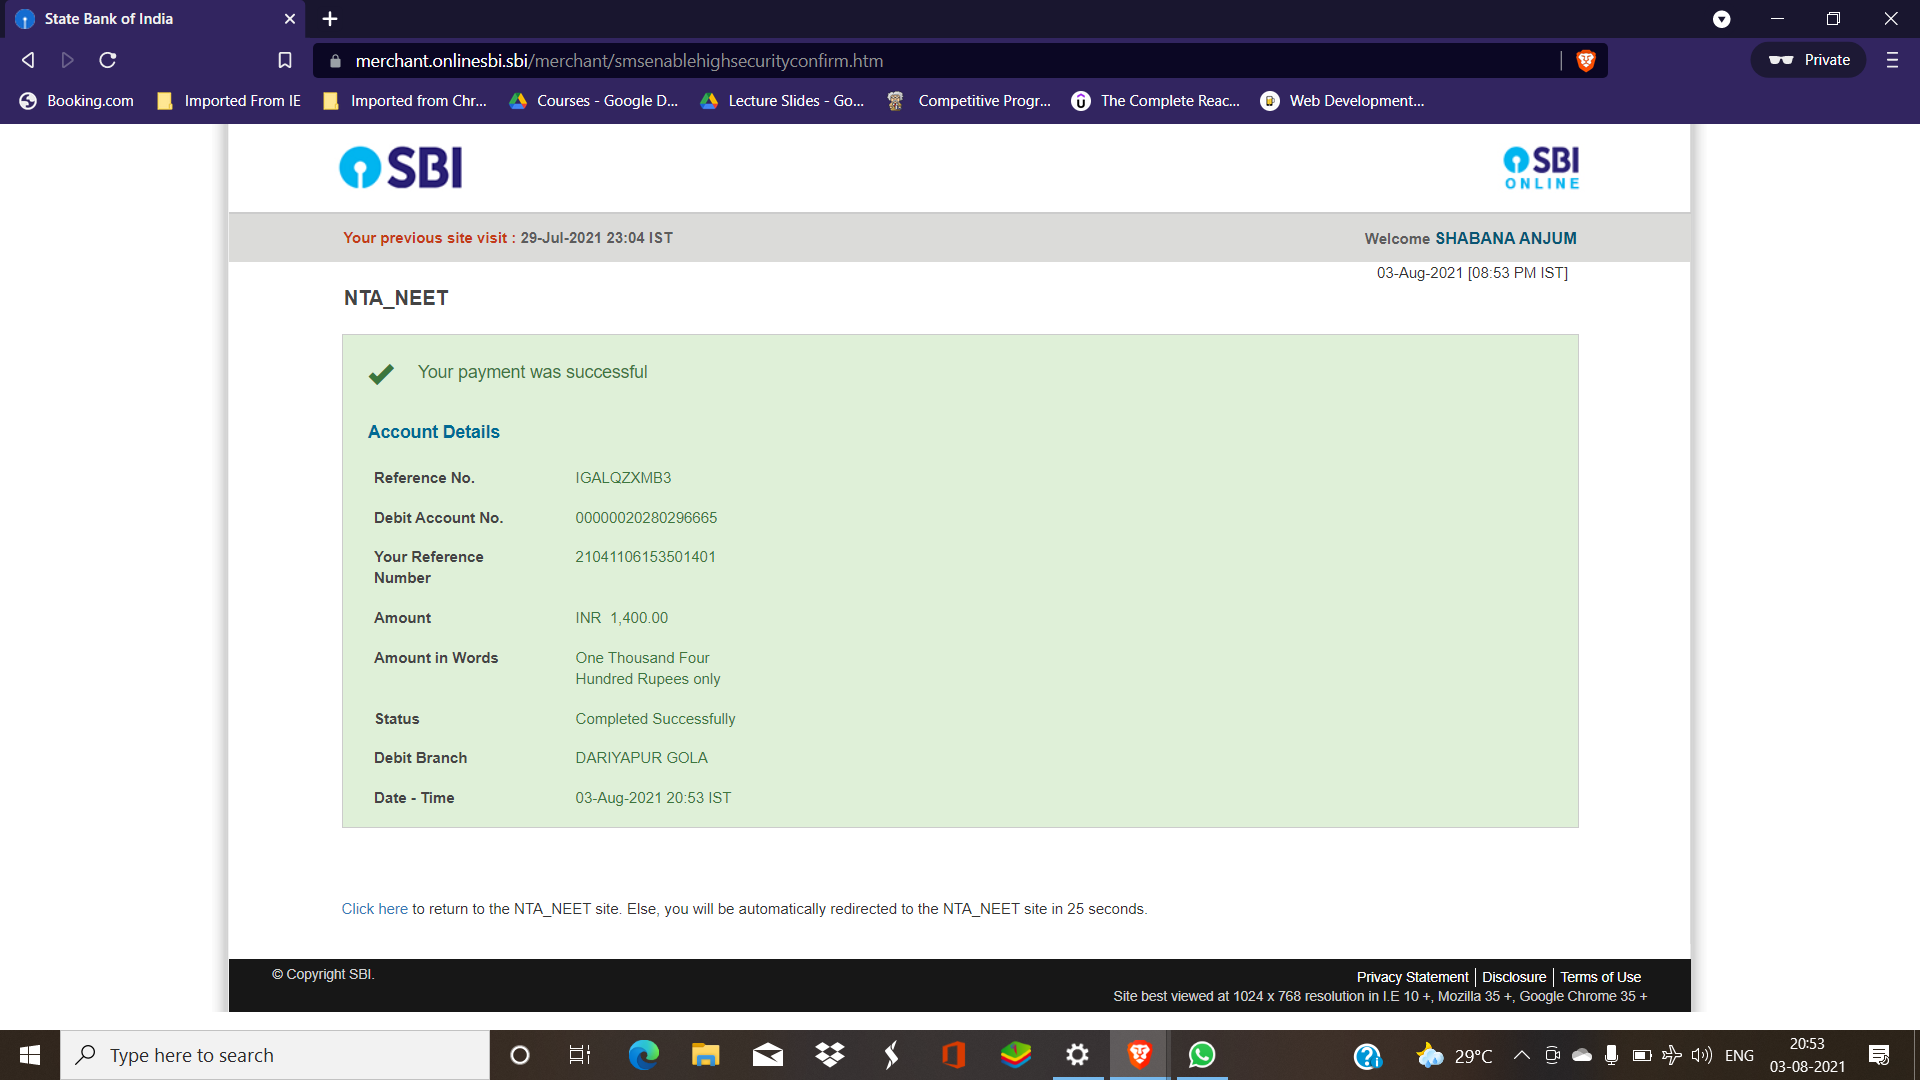 State Bank of India
merchant.onlinesbi.sbi/merchant/smsenablehighsecurityconfirm.htm
Private
Booking.com
Imported From IE
Imported from Chr...
Courses - Google D...
Lecture Slides - Go...
Competitive Progr...
The Complete Reac...
Web Development...
SBI
SBI
ONLINE
Your previous site visit : 29-Jul-2021 23:04 IST
Welcome SHABANA ANJUM
03-Aug-2021 [08:53 PM IST]
NTA_NEET
Your payment was successful
Account Details
Reference No. IGALQZXMB3
Debit Account No. 00000020280296665
Your Reference
Number
21041106153501401
Amount INR 1,400.00
Amount in Words One Thousand Four
Hundred Rupees only
Status Completed Successfully
Debit Branch DARIYAPUR GOLA
Date - Time 03-Aug-2021 20:53 IST
Click here to return to the NTA_NEET site. Else, you will be automatically redirected to the NTA_NEET site in 25 seconds.
© Copyright SBI.
Privacy Statement | Disclosure | Terms of Use
Site best viewed at 1024 x 768 resolution in I.E 10 +, Mozilla 35 +, Google Chrome 35 +
Type here to search
29°C
ENG
20:53
03-08-2021